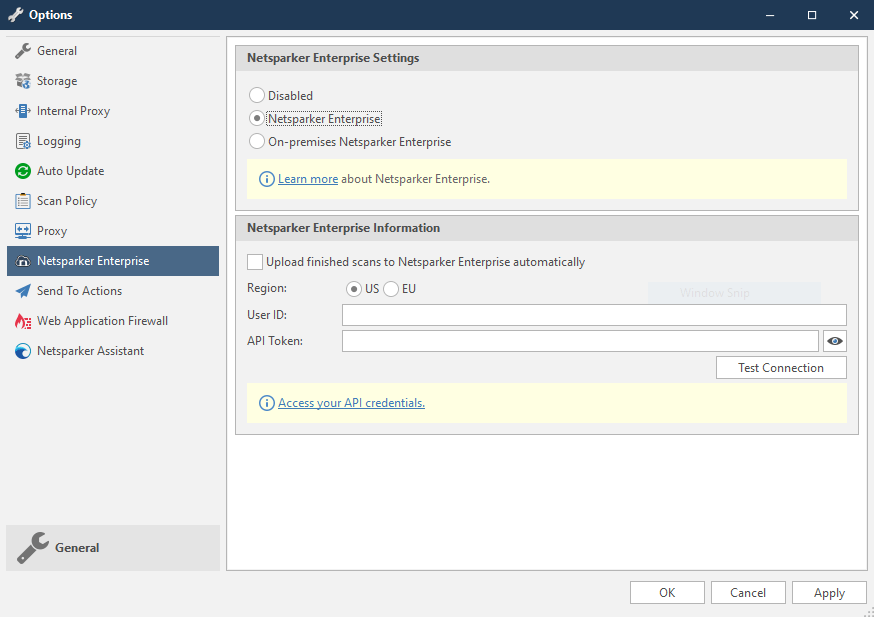 Options
General
Storage
Internal Proxy
Logging
Auto Update
Scan Policy
Proxy
Netsparker Enterprise
Send To Actions
Web Application Firewall
Netsparker Assistant
General
Netsparker Enterprise Settings
Disabled
Netsparker Enterprise
On-premises Netsparker Enterprise
Learn more about Netsparker Enterprise.
Netsparker Enterprise Information
Upload finished scans to Netsparker Enterprise automatically
Region: US EU
Window Snip
User ID:
API Token:
Test Connection
Access your API credentials.
OK Cancel Apply